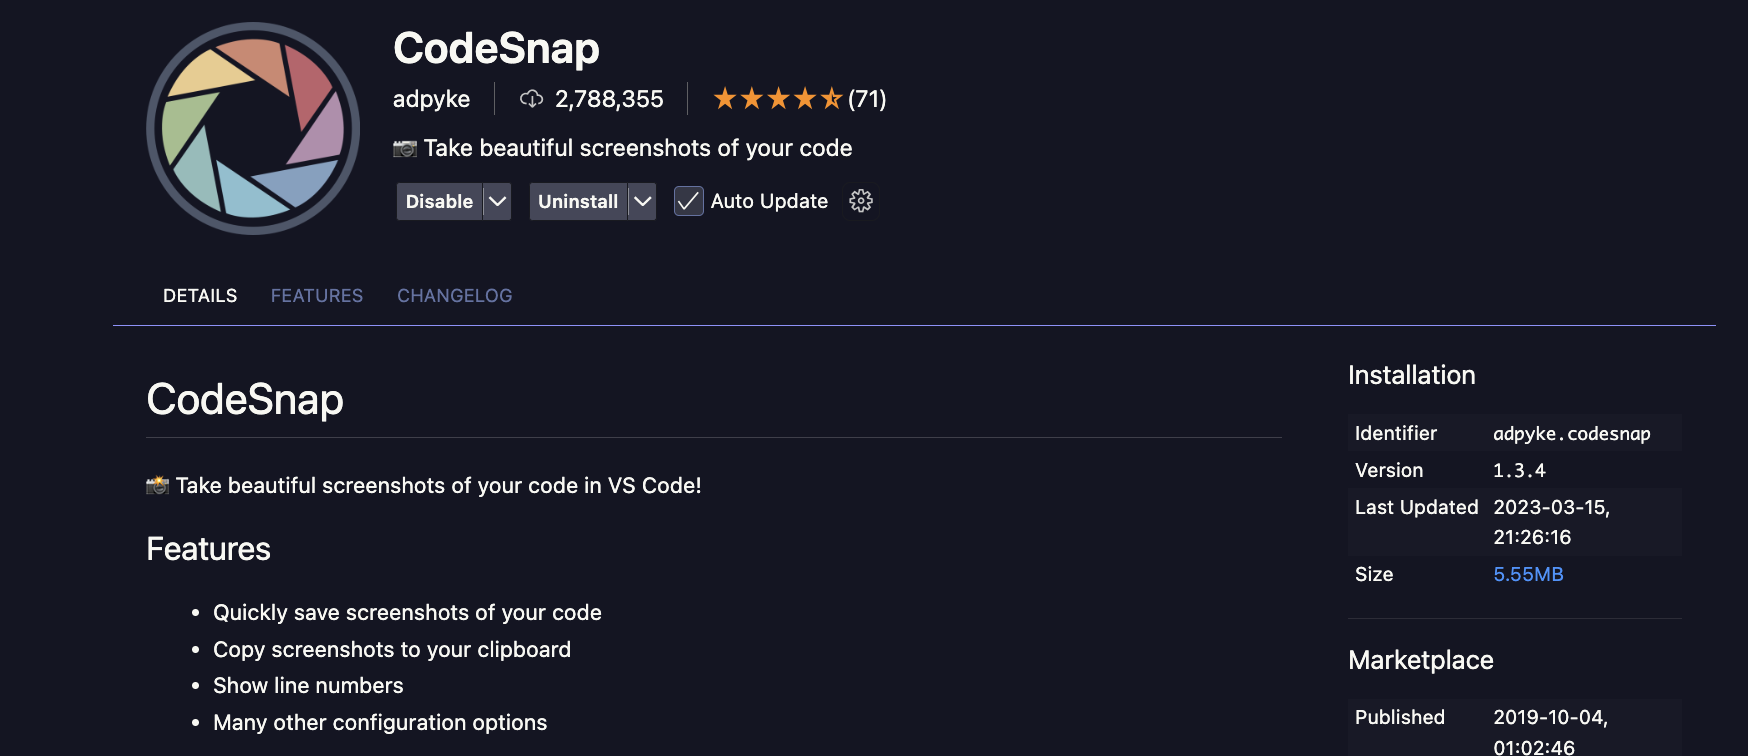 CodeSnap
adpyke
2,788,355
(71)
Take beautiful screenshots of your code
Disable
Uninstall
Auto Update
DETAILS
FEATURES
CHANGELOG
CodeSnap
Take beautiful screenshots of your code in VS Code!
Features
• Quickly save screenshots of your code
• Copy screenshots to your clipboard
• Show line numbers
• Many other configuration options
Installation
Identifier adpyke.codesnap
Version 1.3.4
Last Updated 2023-03-15,
21:26:16
Size 5.55MB
Marketplace
Published 2019-10-04,
01:02:46